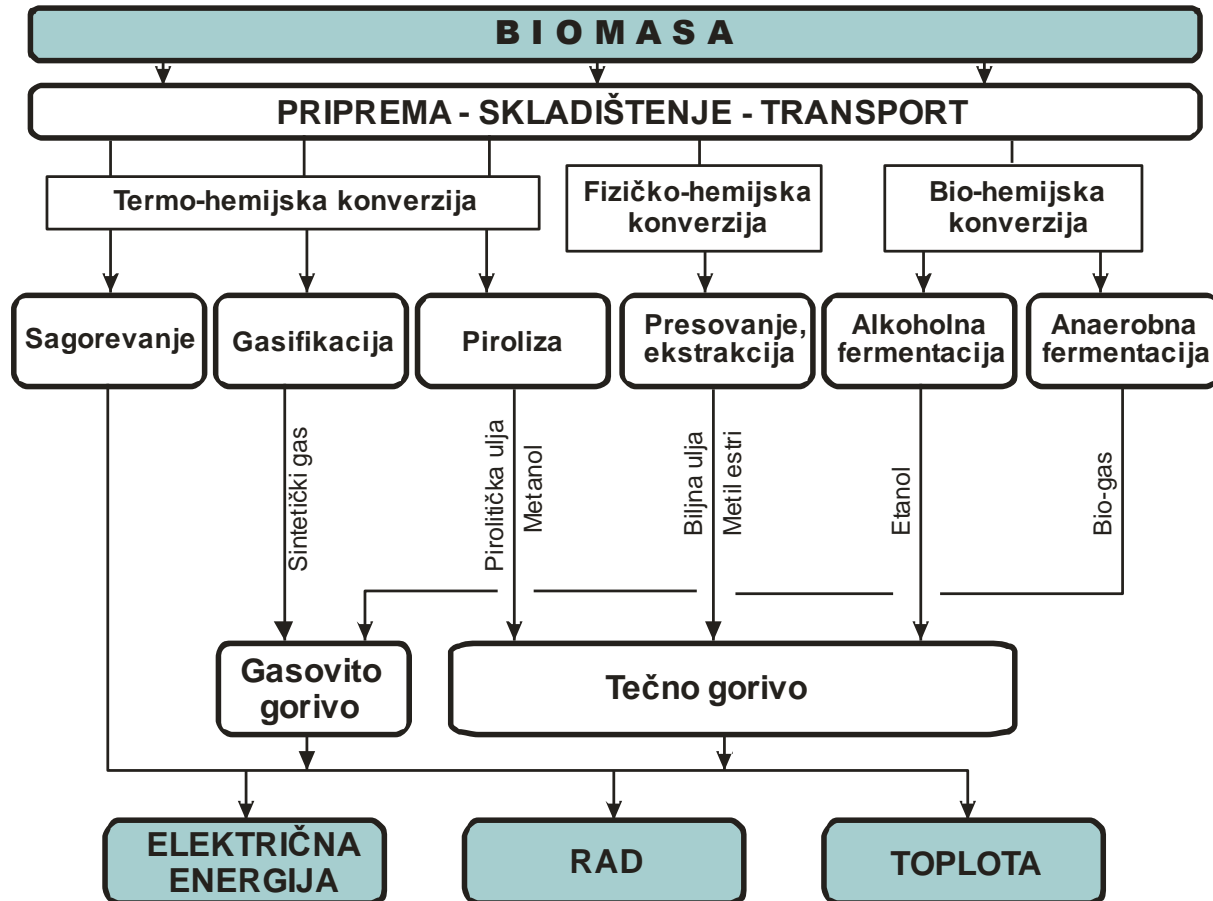 BIOMASA
PRIPREMA - SKLADIŠTENJE - TRANSPORT
Termo-hemijska konverzija
Fizičko-hemijska
konverzija
Bio-hemijska
konverzija
Sagorevanje
Gasifikacija
Piroliza
Presovanje,
ekstrakcija
Alkoholna
fermentacija
Anaerobna
fermentacija
Sintetički gas
Pirolitička ulja
Metanol
Biljna ulja
Metil estri
Etanol
Bio-gas
Gasovito
gorivo
Tečno gorivo
ELEKTRIČNA
ENERGIJA
RAD
TOPLOTA